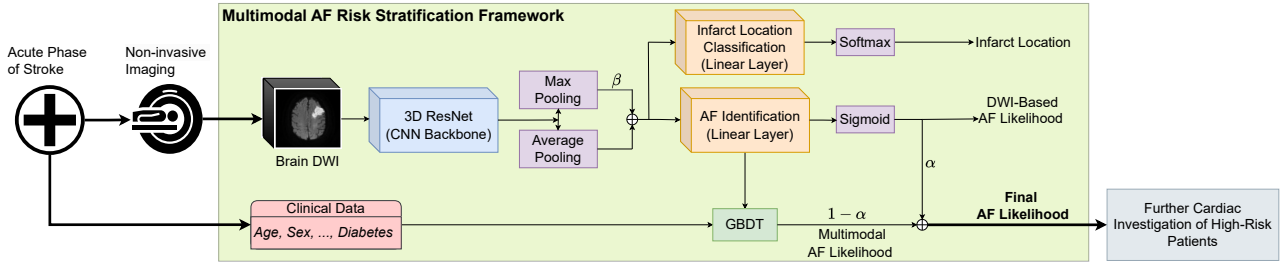 Multimodal AF Risk Stratification Framework
Acute Phase
of Stroke
Non-invasive
Imaging
Brain DWI
3D ResNet
(CNN Backbone)
Max
Pooling
Average
Pooling
β
Infarct Location
Classification
(Linear Layer)
Softmax
Infarct Location
AF Identification
(Linear Layer)
Sigmoid
DWI-Based
AF Likelihood
α
Clinical Data
Age, Sex, ..., Diabetes
GBDT
1 − α
Multimodal
AF Likelihood
Final
AF Likelihood
Further Cardiac
Investigation of High-Risk
Patients